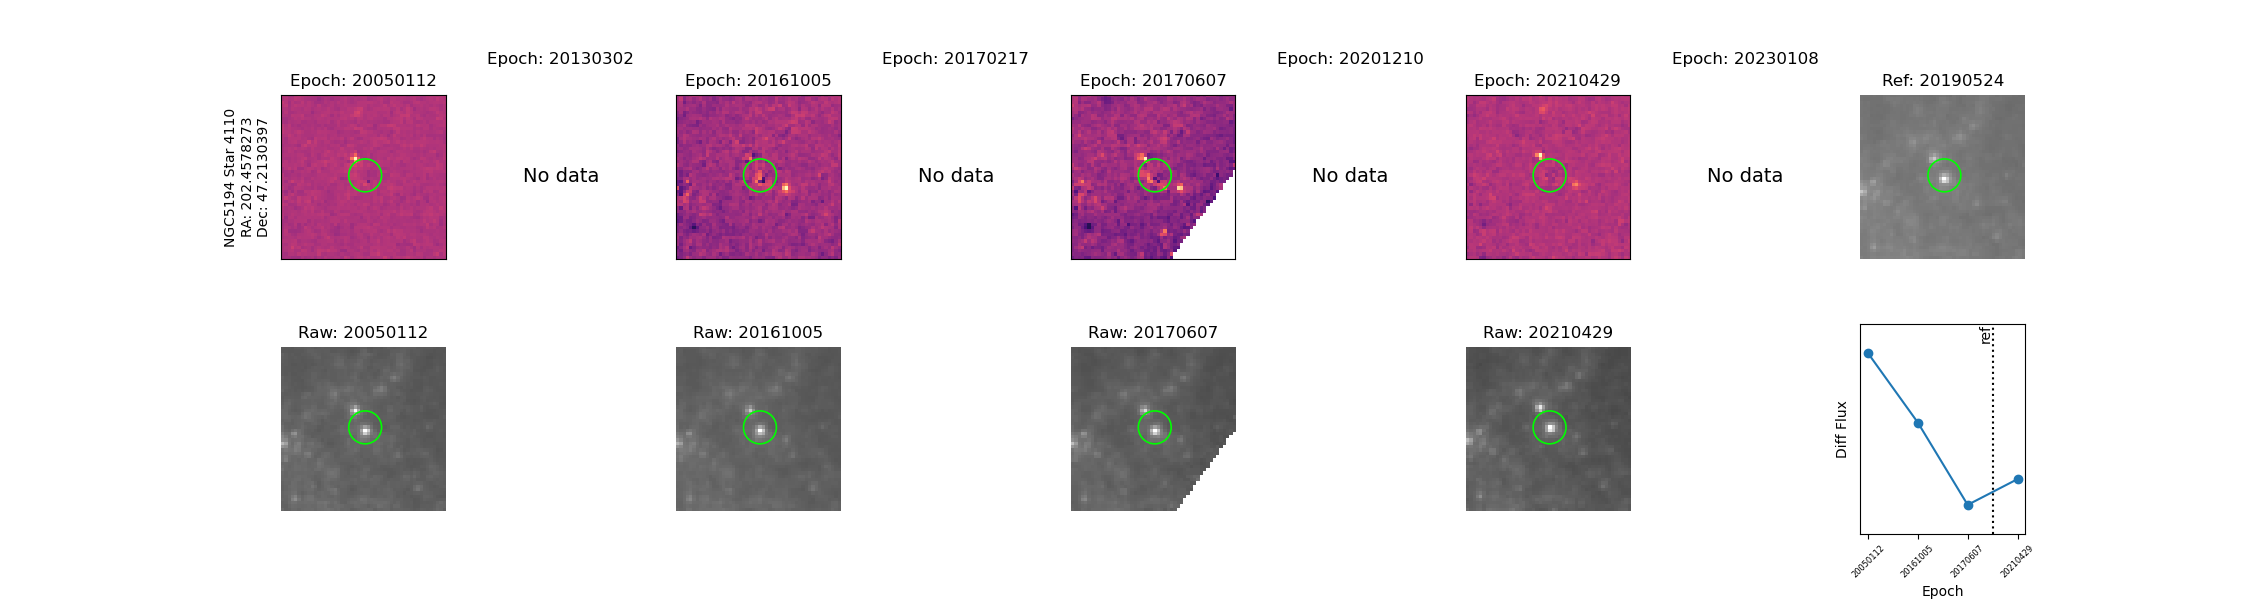 Epoch: 20130302
Epoch: 20170217
Epoch: 20201210
Epoch: 20230108
Epoch: 20050112
Epoch: 20161005
Epoch: 20170607
Epoch: 20210429
Ref: 20190524
NGC5194 Star 4110
RA: 202.4578273
Dec: 47.2130397
No data
No data
No data
No data
Raw: 20050112
Raw: 20161005
Raw: 20170607
Raw: 20210429
ref
Diff Flux
20050112
20161005
20170607
20210429
Epoch